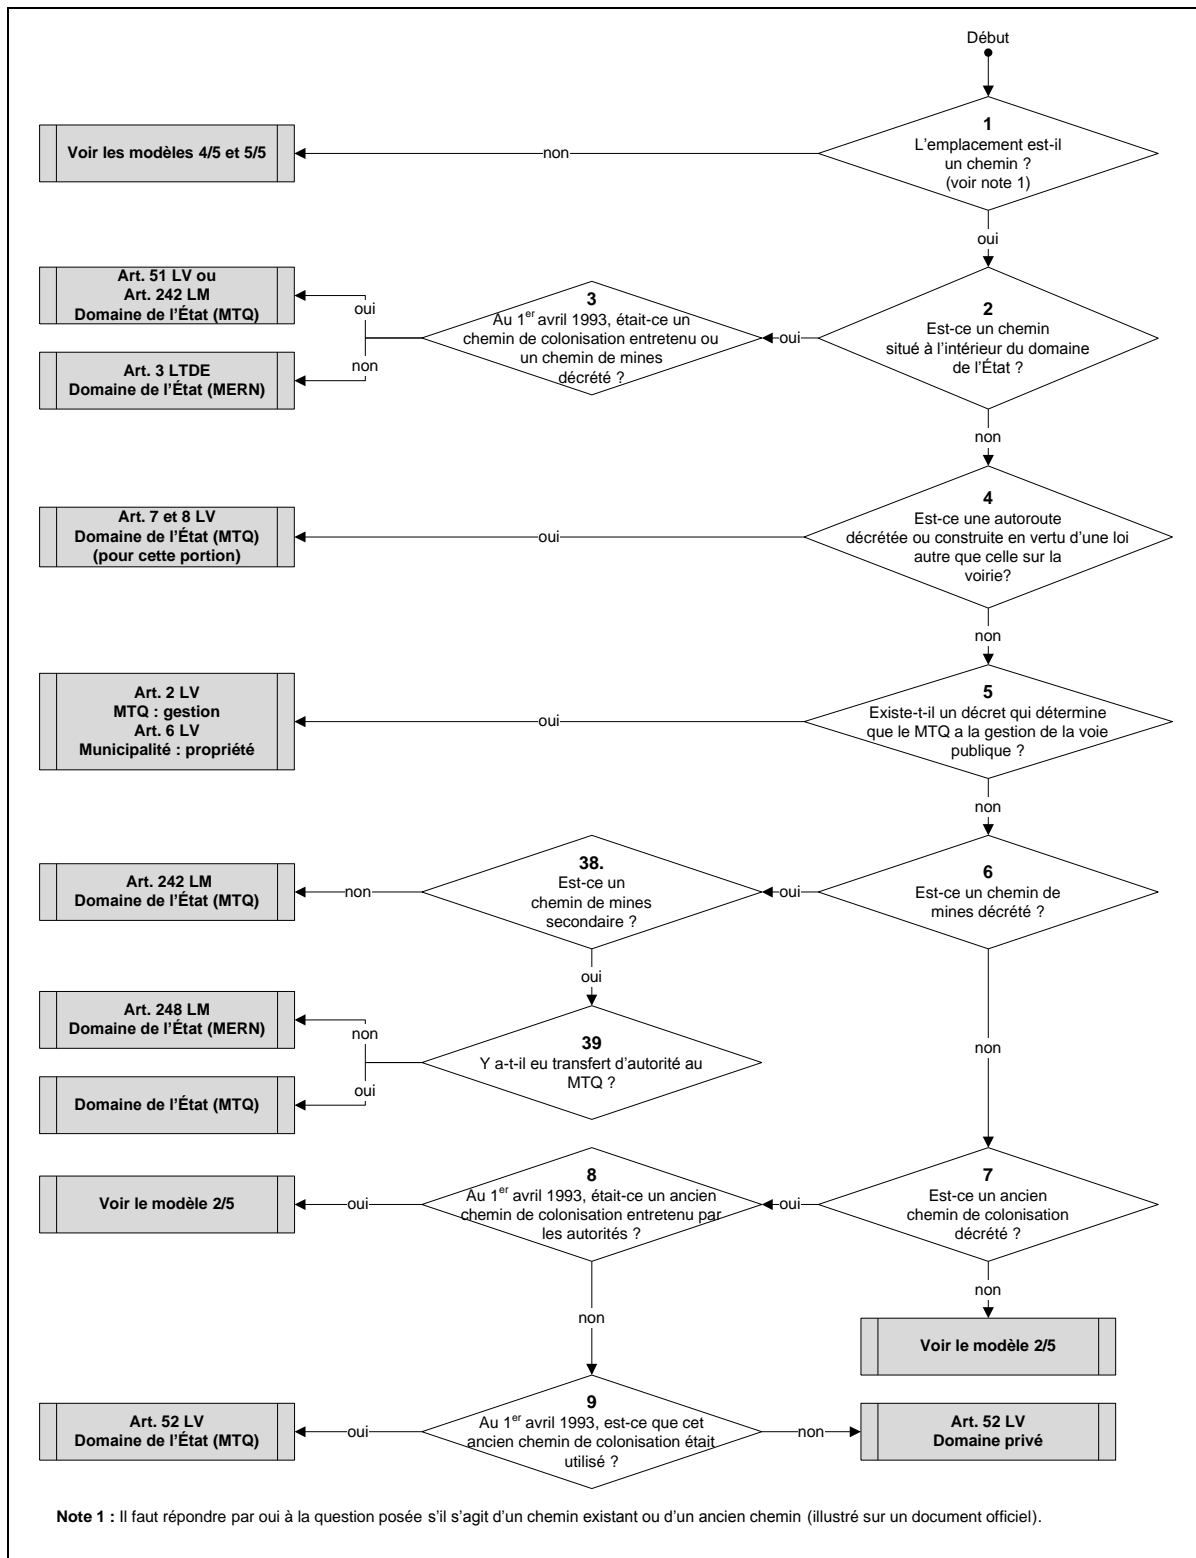 Début
1
L'emplacement est-il
un chemin ?
(voir note 1)
non
Voir les modèles 4/5 et 5/5
oui
2
Est-ce un chemin
situé à l'intérieur du domaine
de l'État ?
oui
3
Au 1er avril 1993, était-ce un
chemin de colonisation entretenu ou
un chemin de mines
décrété ?
oui
Art. 51 LV ou
Art. 242 LM
Domaine de l'État (MTQ)
non
Art. 3 LTDE
Domaine de l'État (MERN)
non
4
Est-ce une autoroute
décrétée ou construite en vertu d'une loi
autre que celle sur la
voirie?
oui
Art. 7 et 8 LV
Domaine de l'État (MTQ)
(pour cette portion)
non
5
Existe-t-il un décret qui détermine
que le MTQ a la gestion de la voie
publique ?
oui
Art. 2 LV
MTQ : gestion
Art. 6 LV
Municipalité : propriété
non
6
Est-ce un chemin de
mines décrété ?
oui
38.
Est-ce un
chemin de mines
secondaire ?
non
Art. 242 LM
Domaine de l'État (MTQ)
oui
39
Y a-t-il eu transfert d'autorité au
MTQ ?
non
Art. 248 LM
Domaine de l'État (MERN)
oui
Domaine de l'État (MTQ)
non
7
Est-ce un ancien
chemin de colonisation
décrété ?
oui
8
Au 1er avril 1993, était-ce un ancien
chemin de colonisation entretenu par
les autorités ?
oui
Voir le modèle 2/5
non
Voir le modèle 2/5
non
9
Au 1er avril 1993, est-ce que cet
ancien chemin de colonisation était
utilisé ?
oui
Art. 52 LV
Domaine de l'État (MTQ)
non
Art. 52 LV
Domaine privé
Note 1 : Il faut répondre par oui à la question posée s'il s'agit d'un chemin existant ou d'un ancien chemin (illustré sur un document officiel).